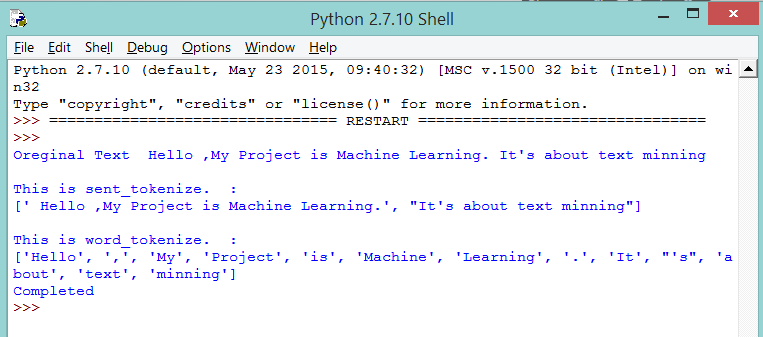 Python 2.7.10 Shell
File Edit Shell Debug Options Window Help
Python 2.7.10 (default, May 23 2015, 09:40:32) [MSC v.1500 32 bit (Intel)] on wi
n32
Type "copyright", "credits" or "license()" for more information.
>>> ================================ RESTART ================================
>>>
Oreginal Text  Hello ,My Project is Machine Learning. It's about text minning
This is sent_tokenize.  :
[' Hello ,My Project is Machine Learning.', "It's about text minning"]
This is word_tokenize.  :
['Hello', ',', 'My', 'Project', 'is', 'Machine', 'Learning', '.', 'It', "'s", 'a
bout', 'text', 'minning']
Completed
>>>